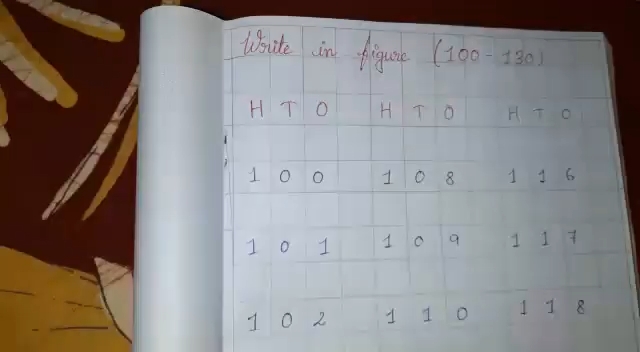 Write in figure (100 - 130)
H T O H T O H T O
1 0 0 1 0 8 1 1 6
1 0 1 1 0 9 1 1 7
1 0 2 1 1 0 1 1 8